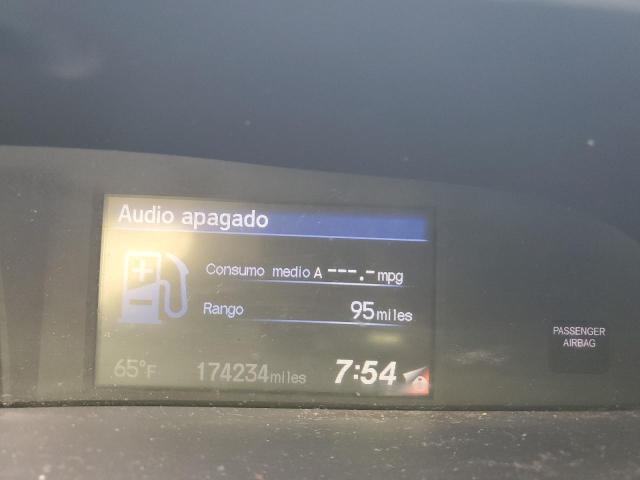 Audio apagado
Consumo medio A ---.- mpg
Rango 95 miles
65°F 174234 miles 7:54
PASSENGER
AIRBAG